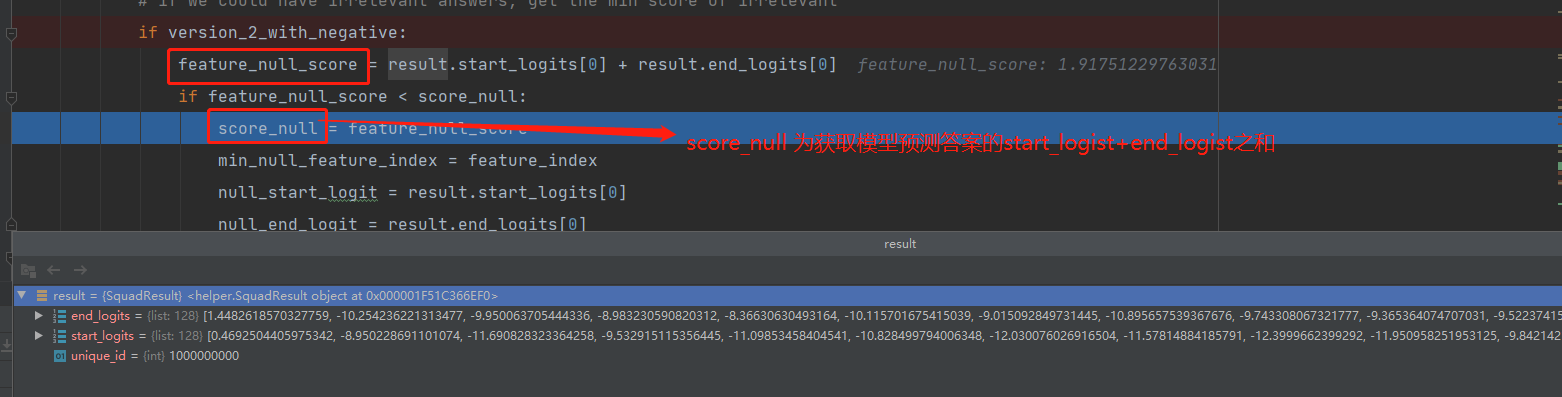 # If we could have irrelevant answers, get the min score of irrelevant
if version_2_with_negative:
feature_null_score = result.start_logits[0] + result.end_logits[0] feature_null_score: 1.91751229763031
if feature_null_score < score_null:
score_null = feature_null_score
score_null 为获取模型预测答案的start_logist+end_logist之和
min_null_feature_index = feature_index
null_start_logit = result.start_logits[0]
null_end_logit = result.end_logits[0]
result
result = {SquadResult} <helper.SquadResult object at 0x000001F51C366EF0>
end_logits = {list: 128} [1.4482618570327759, -10.254236221313477, -9.950063705444336, -8.983230590820312, -8.36630630493164, -10.115701675415039, -9.015092849731445, -10.895657539367676, -9.743308067321777, -9.365364074707031, -9.52237415
start_logits = {list: 128} [0.4692504405975342, -8.950228691101074, -11.690828323364258, -9.532915115356445, -11.09853458404541, -10.828499794006348, -12.030076026916504, -11.57814884185791, -12.3999662399292, -11.950958251953125, -9.842142
unique_id = {int} 1000000000